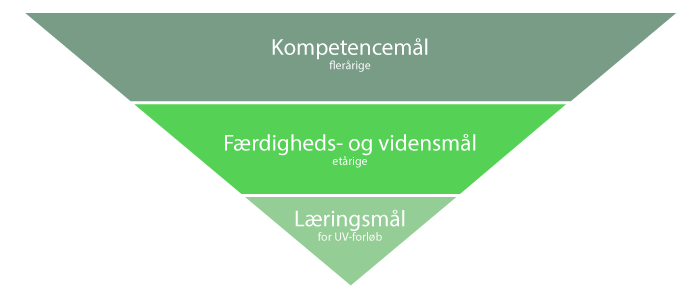 Kompetencemål
flerårige
Færdigheds- og vidensmål
etårige
Læringsmål
for UV-forløb